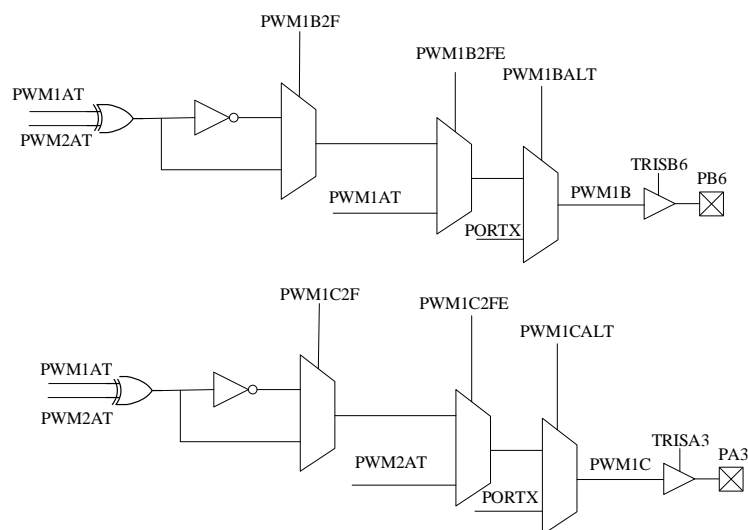 PWM1B2F
PWM1B2FE
PWM1BALT
PWM1AT
PWM2AT
TRISB6
PB6
PWM1AT
PWM1B
PORTX
PWM1C2F
PWM1C2FE
PWM1CALT
PWM1AT
PWM2AT
TRISA3
PA3
PWM2AT
PWM1C
PORTX